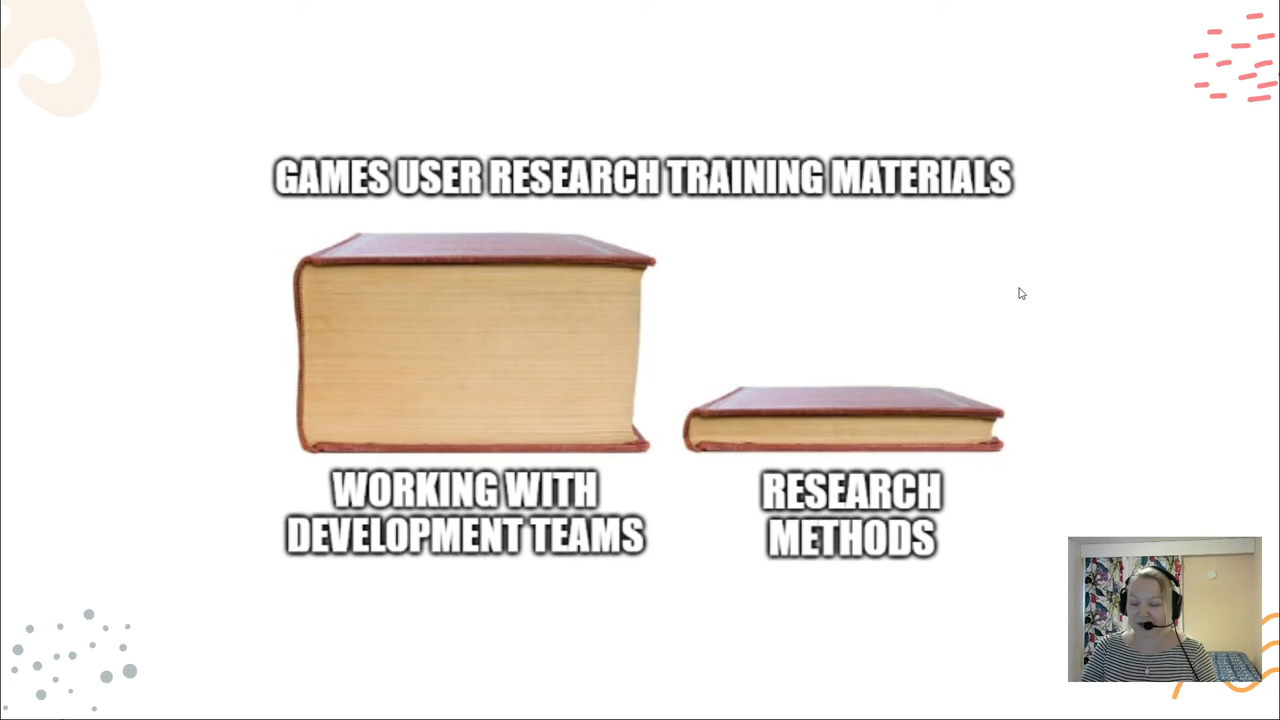 GAMES USER RESEARCH TRAINING MATERIALS
WORKING WITH
DEVELOPMENT TEAMS
RESEARCH
METHODS